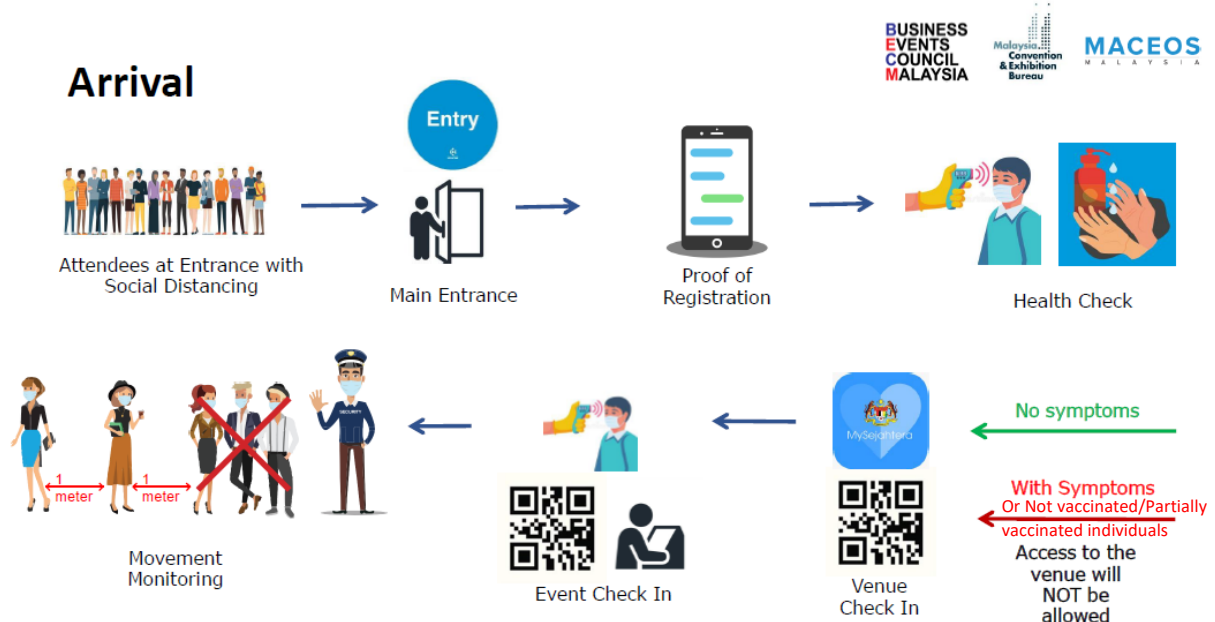 BUSINESS
EVENTS
COUNCIL
MALAYSIA
Malaysia
Convention
& Exhibition
Bureau
MACEOS
MALAYSIA
Arrival
Entry
Attendees at Entrance with
Social Distancing
Main Entrance
Proof of
Registration
Health Check
1
meter
1
meter
SECURITY
Movement
Monitoring
Event Check In
MySejahtera
Venue
Check In
No symptoms
With Symptoms
Or Not vaccinated/Partially
vaccinated individuals
Access to the
venue will
NOT be
allowed